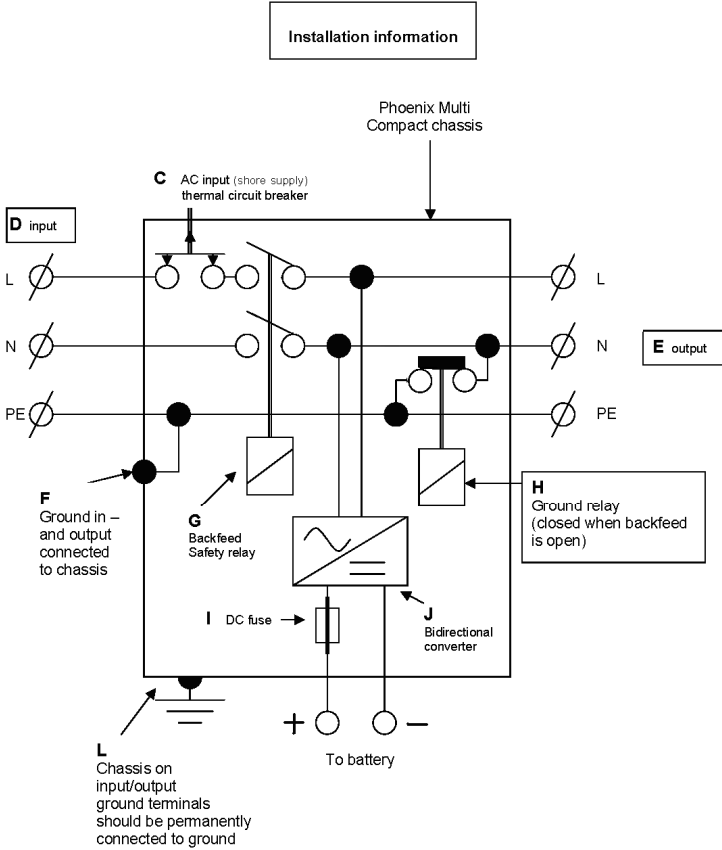 Installation information
Phoenix Multi
Compact chassis
C AC input (shore supply)
thermal circuit breaker
D input
L
L
N
N
E output
PE
PE
F
Ground in –
and output
connected
to chassis
G
Backfeed
Safety relay
H
Ground relay
(closed when backfeed
is open)
I DC fuse
J
Bidirectional
converter
+
–
To battery
L
Chassis on
input/output
ground terminals
should be permanently
connected to ground